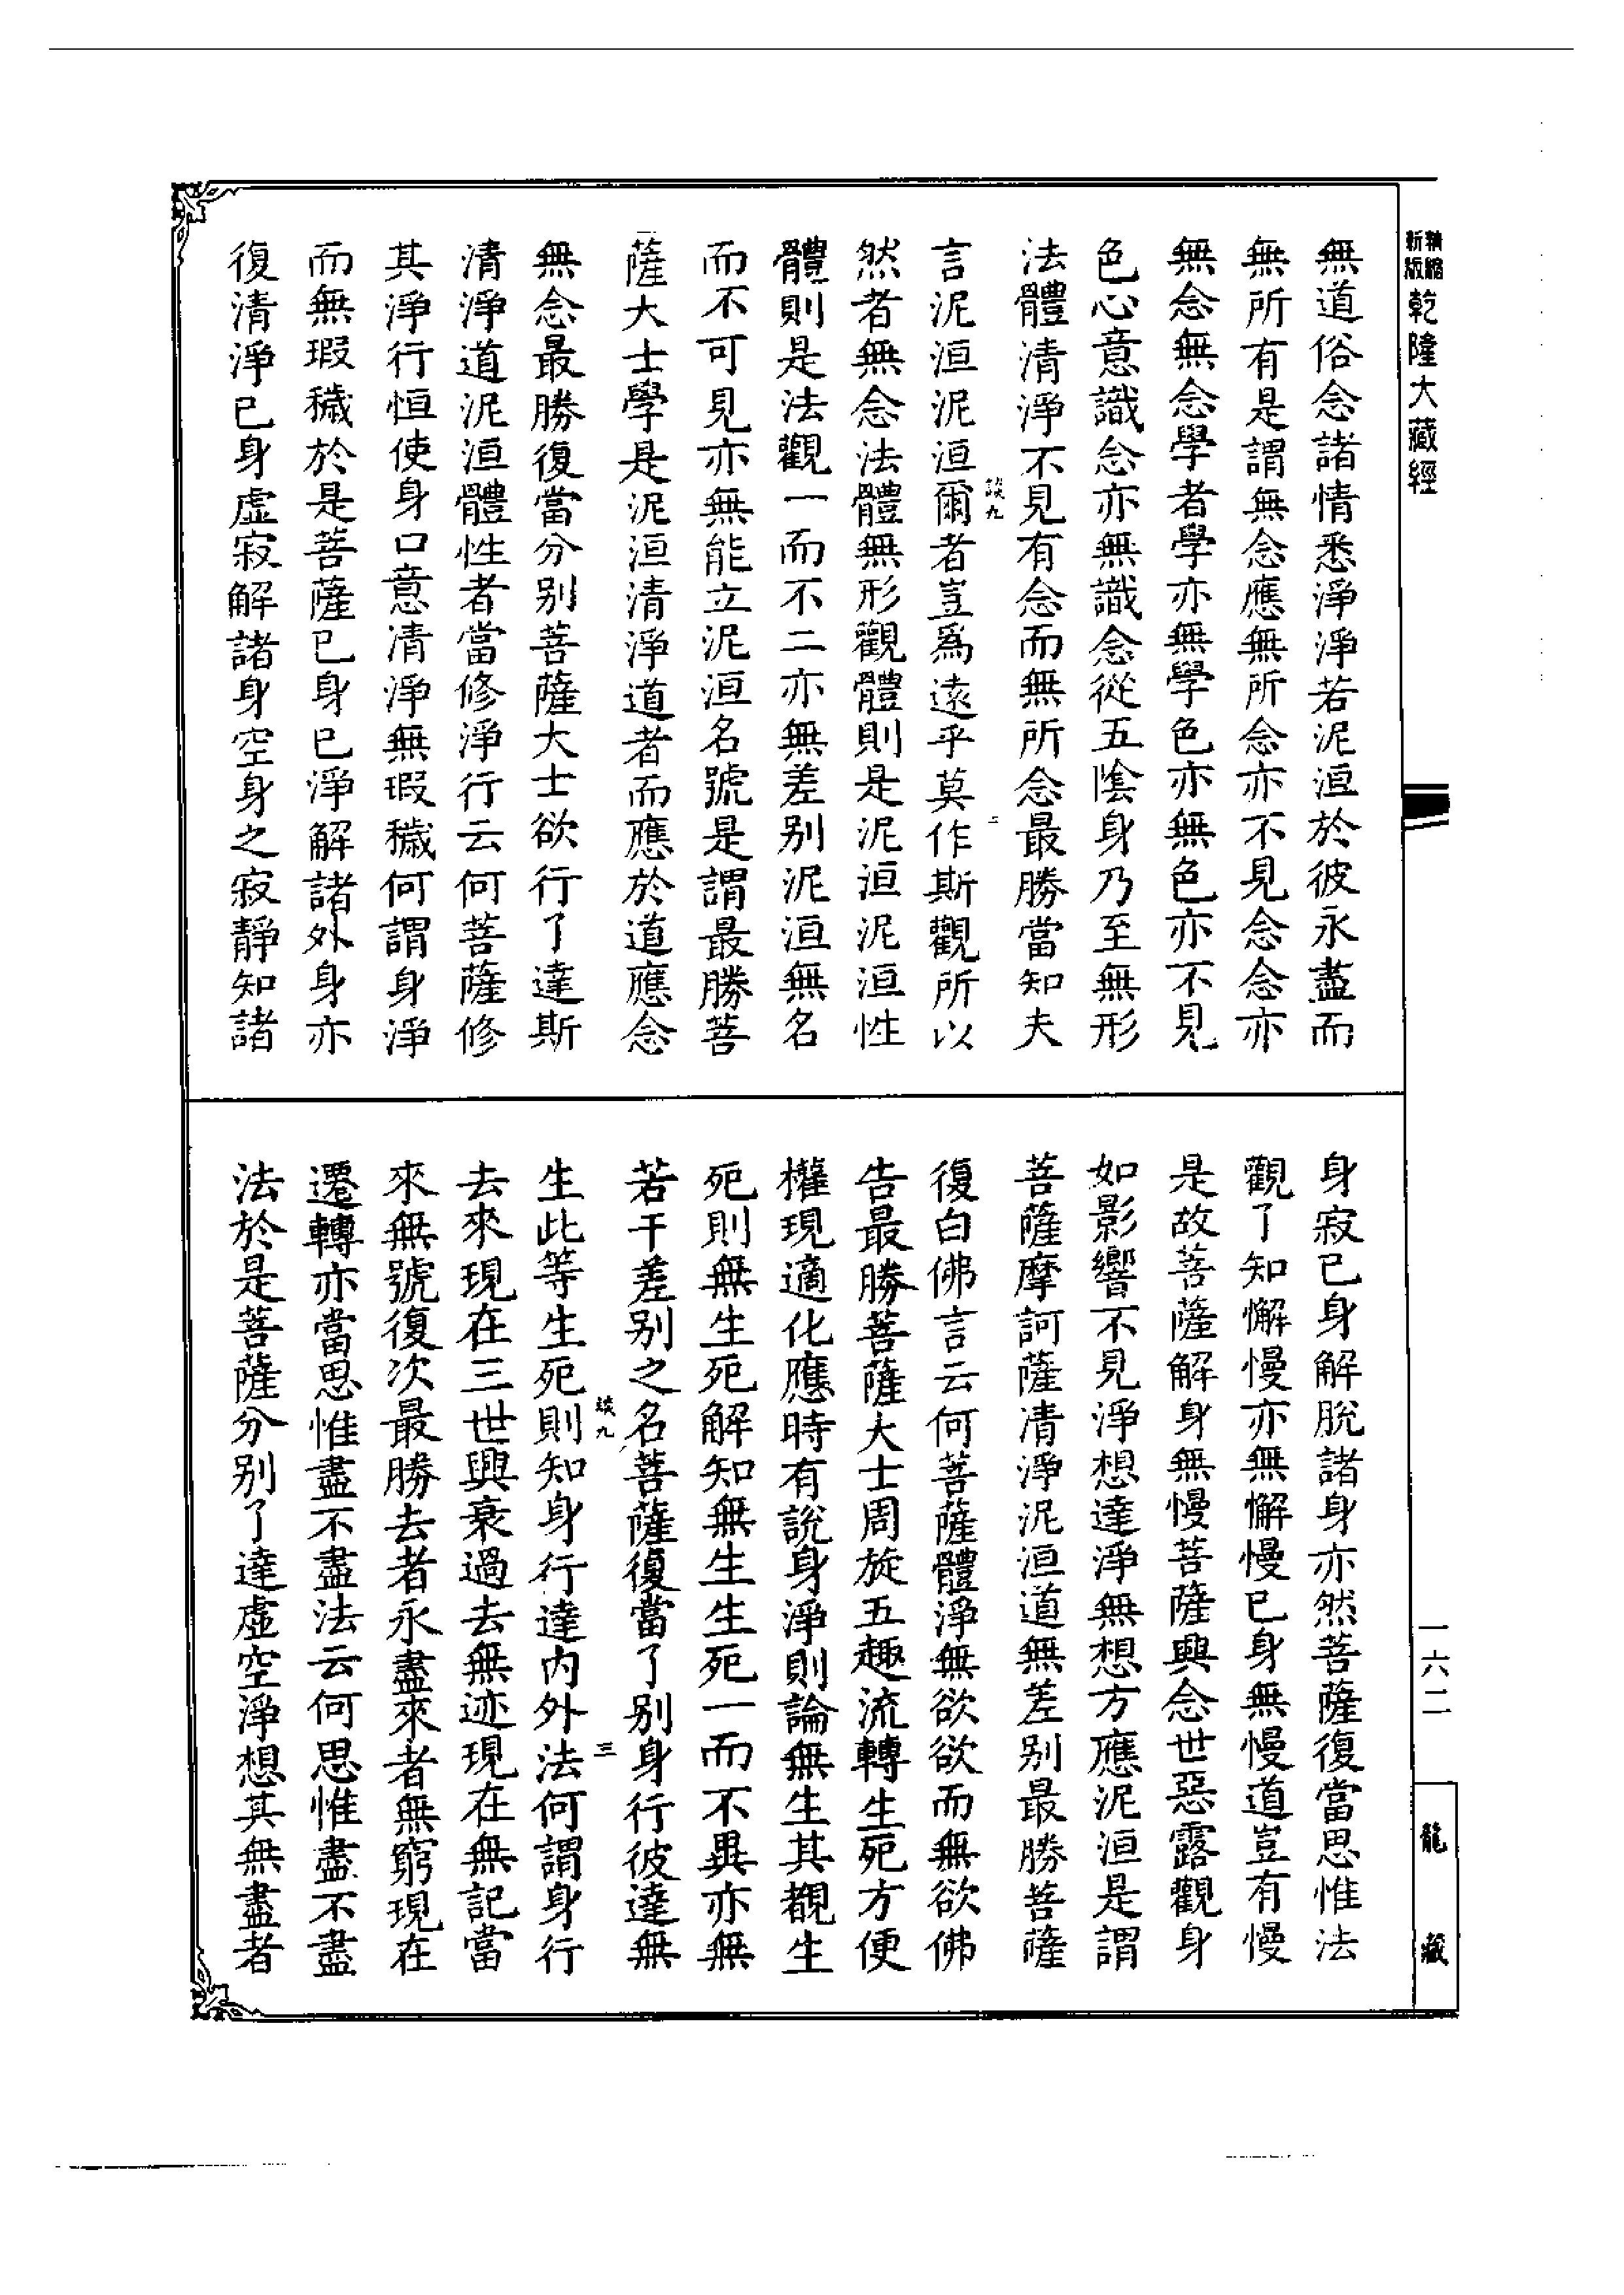 新版
精縮
乾隆大藏經
無道俗念諸情悉淨淨若泥洹於彼永盡而
無所有是謂無念應無所念亦不見念念亦
無念無念學者學亦無學色亦無色亦不見
色心意識念亦無識念從五陰身乃至無形
法體清淨不見有念而無所念最勝當知夫
談九
二
言泥洹泥洹爾者豈爲遠乎莫作斯觀所以
然者無念法體無形觀體則是泥洹泥洹性
體則是法觀一而不二亦無差別泥洹無名
而不可見亦無能立泥洹名號是謂最勝菩
薩大士學是泥洹清淨道者而應於道應念
無念最勝復當分別菩薩大士欲行了達斯
清淨道泥洹體性者當修淨行云何菩薩修
其淨行恒使身口意清淨無瑕穢何謂身淨
而無瑕穢於是菩薩已身已淨解諸外身亦
復清淨已身虛寂解諸身空身之寂靜知諸
身寂已身解脫諸身亦然菩薩復當思惟法
觀了知懈慢亦無懈慢已身無慢道豈有慢
是故菩薩解身無慢菩薩興念世惡露觀身
如影響不見淨想達淨無想方應泥洹是謂
菩薩摩訶薩清淨泥洹道無差別最勝菩薩
復白佛言云何菩薩體淨無欲欲而無欲佛
告最勝菩薩大士周旋五趣流轉生死方便
權現適化應時有說身淨則論無生其覩生
死則無生死解知無生生死一而不異亦無
若干差別之名菩薩復當了別身行彼達無
談九
三
生此等生死則知身行達內外法何謂身行
去來現在三世興衰過去無迹現在無記當
來無號復次最勝去者永盡來者無窮現在
遷轉亦當思惟盡不盡法云何思惟盡不盡
法於是菩薩分別了達虛空淨想其無盡者
一六二
龍藏